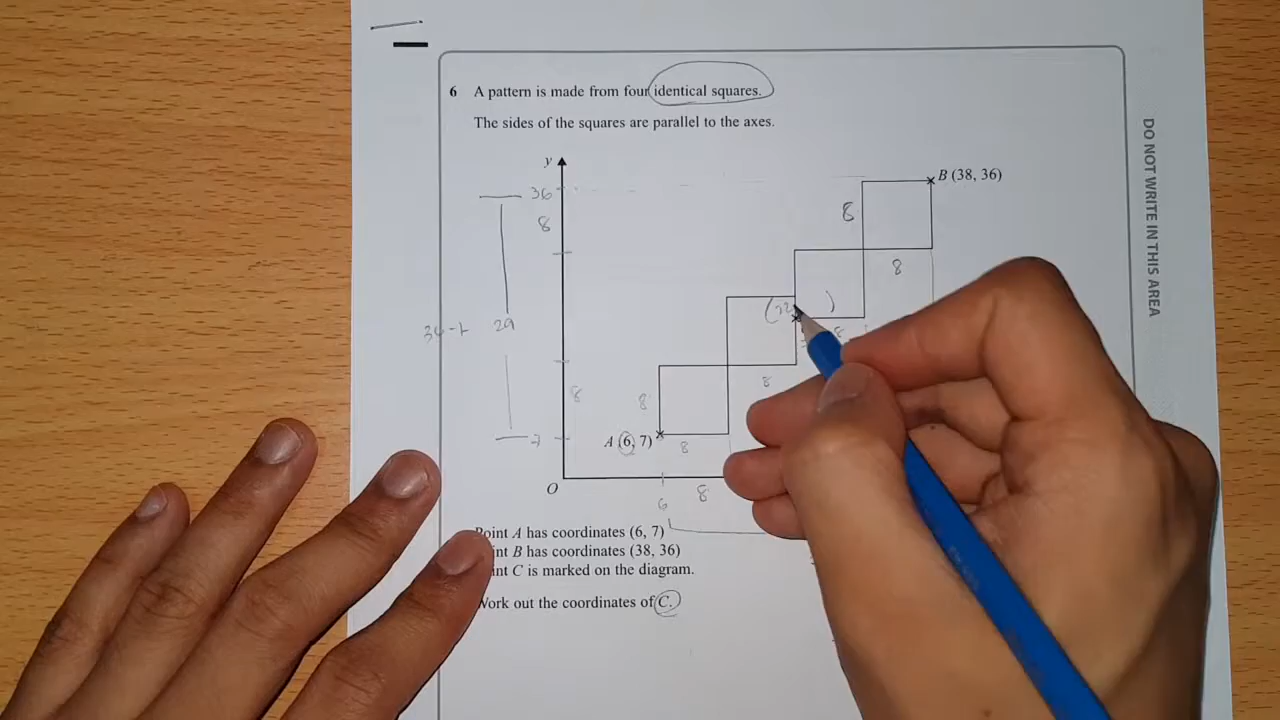 6 A pattern is made from four identical squares.
The sides of the squares are parallel to the axes.
y
B (38, 36)
36
8
8
8
29
8
8
8
8
A (6, 7)
8
7
O
6
8
Point A has coordinates (6, 7)
int B has coordinates (38, 36)
int C is marked on the diagram.
Work out the coordinates of C.
DO NOT WRITE IN THIS AREA